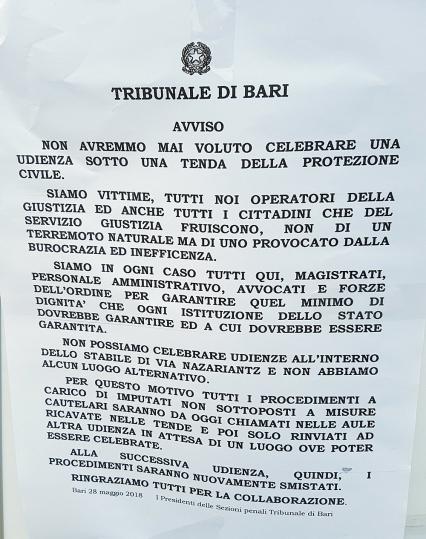 TRIBUNALE DI BARI
AVVISO
NON AVREMMO MAI VOLUTO CELEBRARE UNA
UDIENZA SOTTO UNA TENDA DELLA PROTEZIONE
CIVILE.
SIAMO VITTIME, TUTTI NOI OPERATORI DELLA
GIUSTIZIA ED ANCHE TUTTI I CITTADINI CHE DEL
SERVIZIO GIUSTIZIA FRUISCONO, NON DI UN
TERREMOTO NATURALE MA DI UNO PROVOCATO DALLA
BUROCRAZIA ED INEFFICENZA.
SIAMO IN OGNI CASO TUTTI QUI, MAGISTRATI,
PERSONALE AMMINISTRATIVO, AVVOCATI E FORZE
DELL'ORDINE PER GARANTIRE QUEL MINIMO DI
DIGNITA' CHE OGNI ISTITUZIONE DELLO STATO
DOVREBBE GARANTIRE ED A CUI DOVREBBE ESSERE
GARANTITA.
NON POSSIAMO CELEBRARE UDIENZE ALL'INTERNO
DELLO STABILE DI VIA NAZARIANTZ E NON ABBIAMO
ALCUN LUOGO ALTERNATIVO.
PER QUESTO MOTIVO TUTTI I PROCEDIMENTI A
CARICO DI IMPUTATI NON SOTTOPOSTI A MISURE
CAUTELARI SARANNO DA OGGI CHIAMATI NELLE AULE
RICAVATE NELLE TENDE E POI SOLO RINVIATI AD
ALTRA UDIENZA IN ATTESA DI UN LUOGO OVE POTER
ESSERE CELEBRATE.
ALLA SUCCESSIVA UDIENZA, QUINDI, I
PROCEDIMENTI SARANNO NUOVAMENTE SMISTATI.
RINGRAZIAMO TUTTI PER LA COLLABORAZIONE.
Bari 28 maggio 2018 I Presidenti delle Sezioni penali Tribunale di Bari